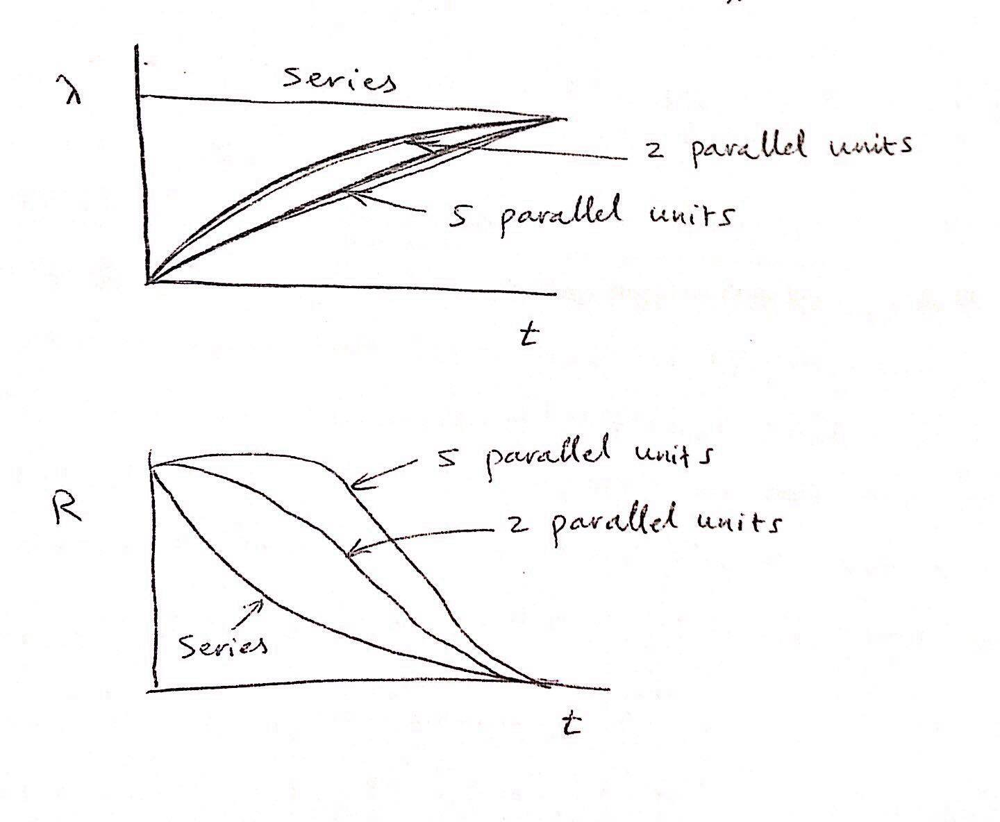 Series
λ
2 parallel units
5 parallel units
t
5 parallel units
R
2 parallel units
Series
t